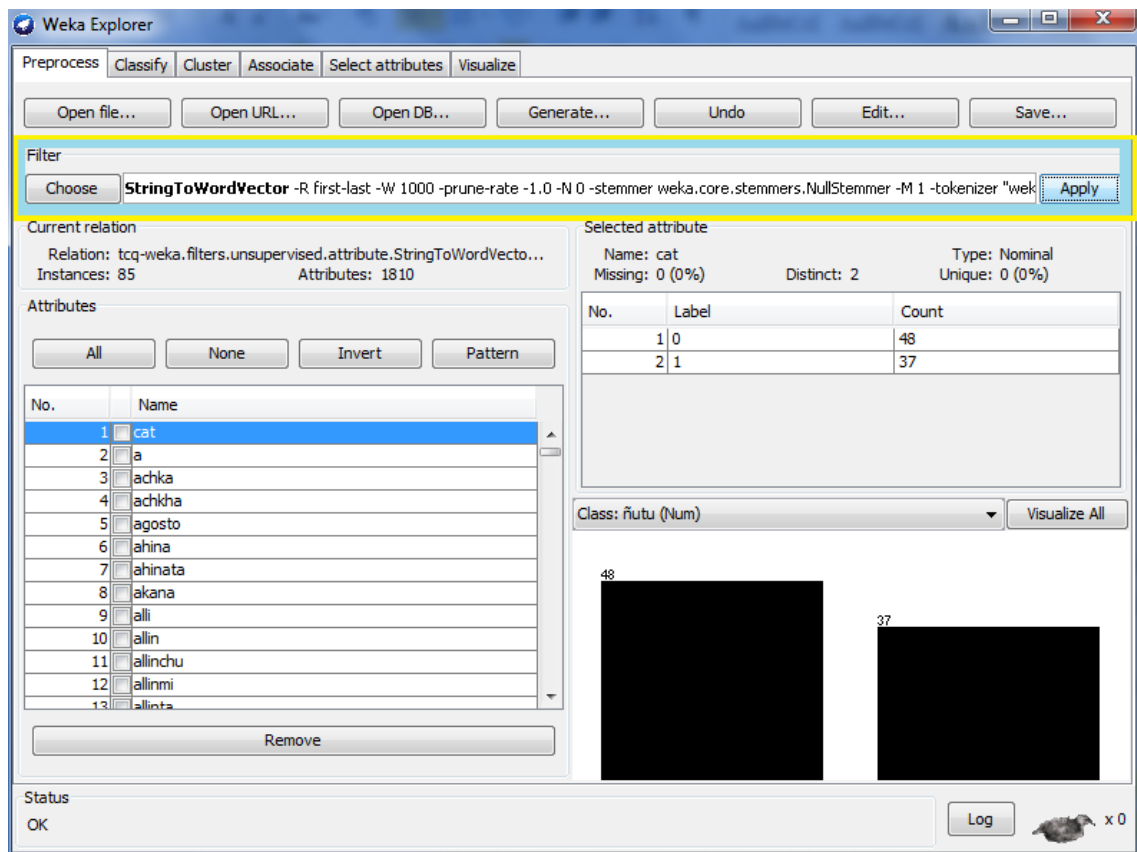 Weka Explorer
Preprocess Classify Cluster Associate Select attributes Visualize
Open file... Open URL... Open DB... Generate... Undo Edit... Save...
Filter
Choose StringToWordVector -R first-last -W 1000 -prune-rate -1.0 -N 0 -stemmer weka.core.stemmers.NullStemmer -M 1 -tokenizer "wek Apply
Current relation
Relation: tcq-weka.filters.unsupervised.attribute.StringToWordVecto...
Instances: 85 Attributes: 1810
Selected attribute
Name: cat Type: Nominal
Missing: 0 (0%) Distinct: 2 Unique: 0 (0%)
Attributes
All None Invert Pattern
No. Name
1 cat
2 a
3 achka
4 achkha
5 agosto
6 ahina
7 ahinata
8 akana
9 alli
10 allin
11 allinchu
12 allinmi
13 allinta
Remove
No. Label Count
1 0 48
2 1 37
Class: ñutu (Num) Visualize All
48
37
Status
OK
Log x 0